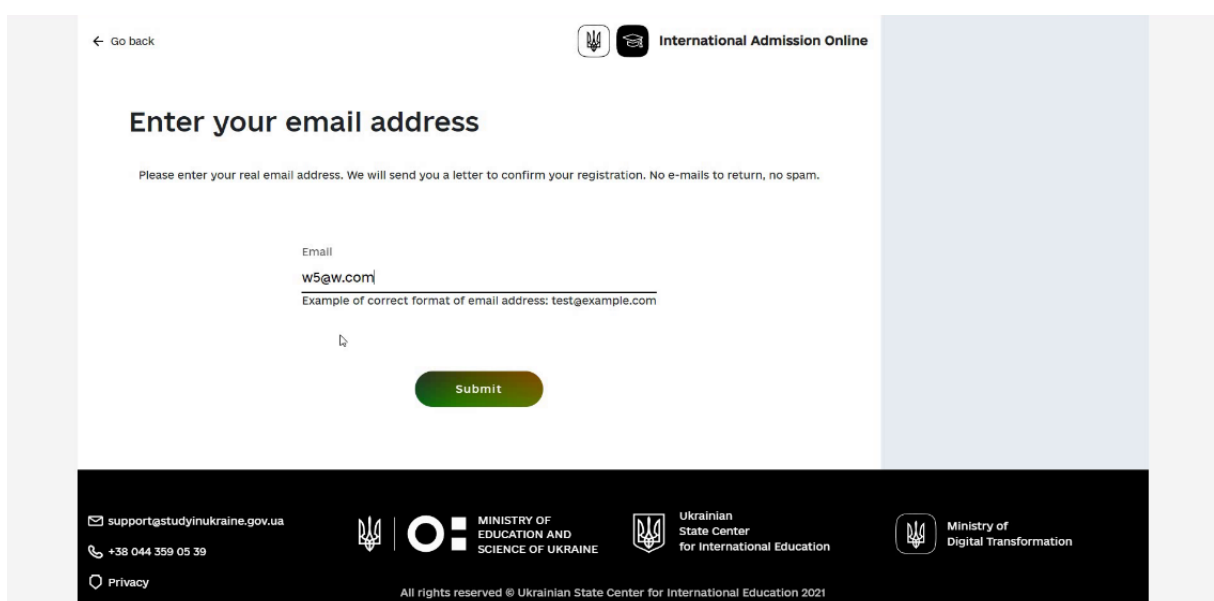 Go back
International Admission Online
Enter your email address
Please enter your real email address. We will send you a letter to confirm your registration. No e-mails to return, no spam.
Email
w5@w.com
Example of correct format of email address: test@example.com
Submit
support@studyinukraine.gov.ua
+38 044 359 05 39
Privacy
MINISTRY OF
EDUCATION AND
SCIENCE OF UKRAINE
Ukrainian
State Center
for International Education
Ministry of
Digital Transformation
All rights reserved © Ukrainian State Center for International Education 2021